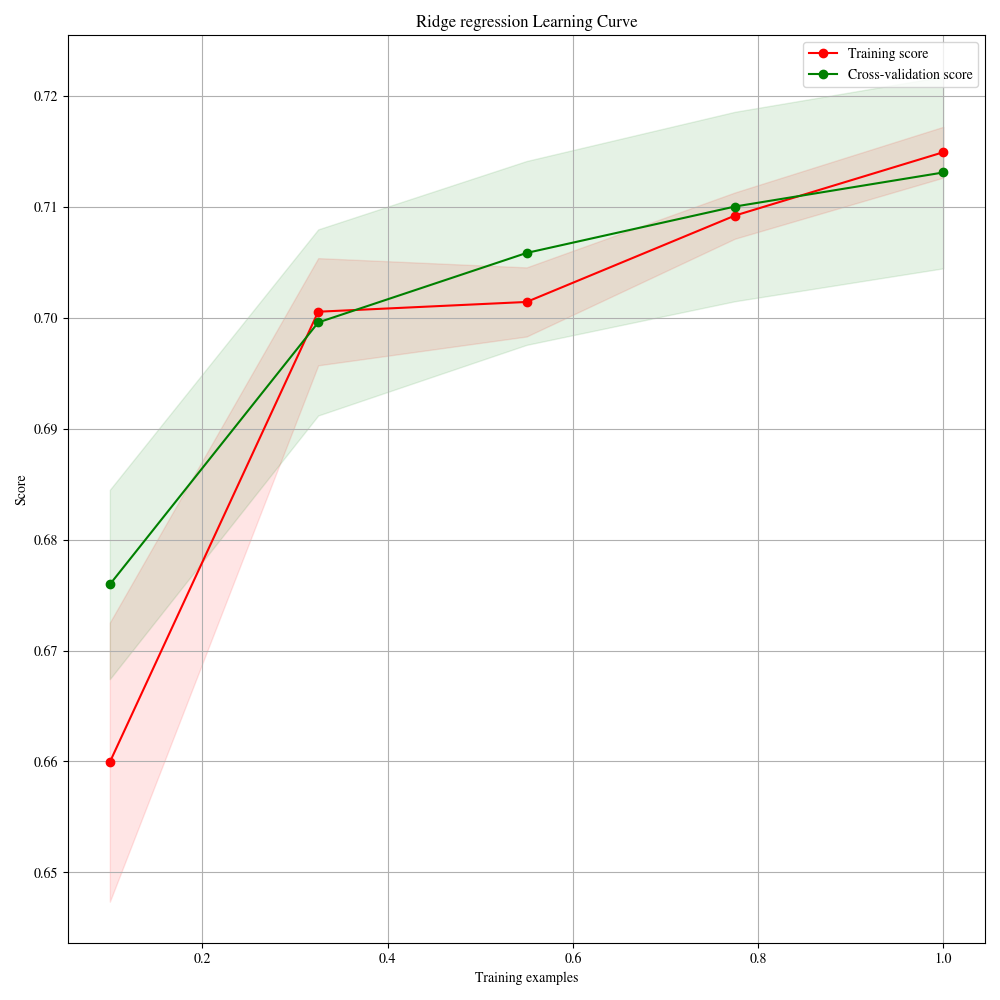 Ridge regression Learning Curve
Training score
Cross-validation score
0.72
0.71
0.70
0.69
0.68
0.67
0.66
0.65
Score
0.2
0.4
0.6
0.8
1.0
Training examples